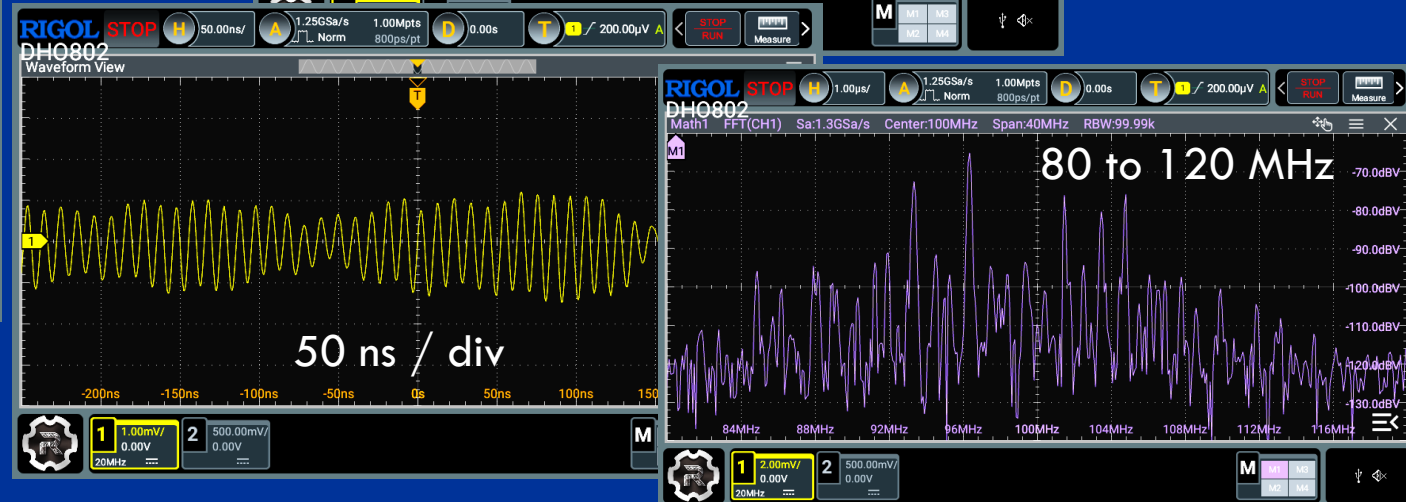 RIGOL STOP H 50.00ns/ A 1.25GSa/s 1.00Mpts D 0.00s T 1 200.00μV A STOP
Norm 800ps/pt RUN Measure
DHO802
Waveform View
T
1
50 ns / div
-200ns -150ns -100ns -50ns 0s 50ns 100ns 150
1 1.00mV/ 2 500.00mV/ M
0.00V 0.00V
20MHz
M M1 M3
M2 M4
RIGOL STOP H 1.00μs/ A 1.25GSa/s 1.00Mpts D 0.00s T 1 200.00μV A STOP
Norm 800ps/pt RUN Measure
DHO802
Math1 FFT(CH1) Sa:1.3GSa/s Center:100MHz Span:40MHz RBW:99.99k
M1
80 to 120 MHz
-70.0dBV
-80.0dBV
-90.0dBV
-100.0dBV
-110.0dBV
-120.0dBV
-130.0dBV
84MHz 88MHz 92MHz 96MHz 100MHz 104MHz 108MHz 112MHz 116MHz
1 2.00mV/ 2 500.00mV/ M M1 M3
0.00V 0.00V M2 M4
20MHz